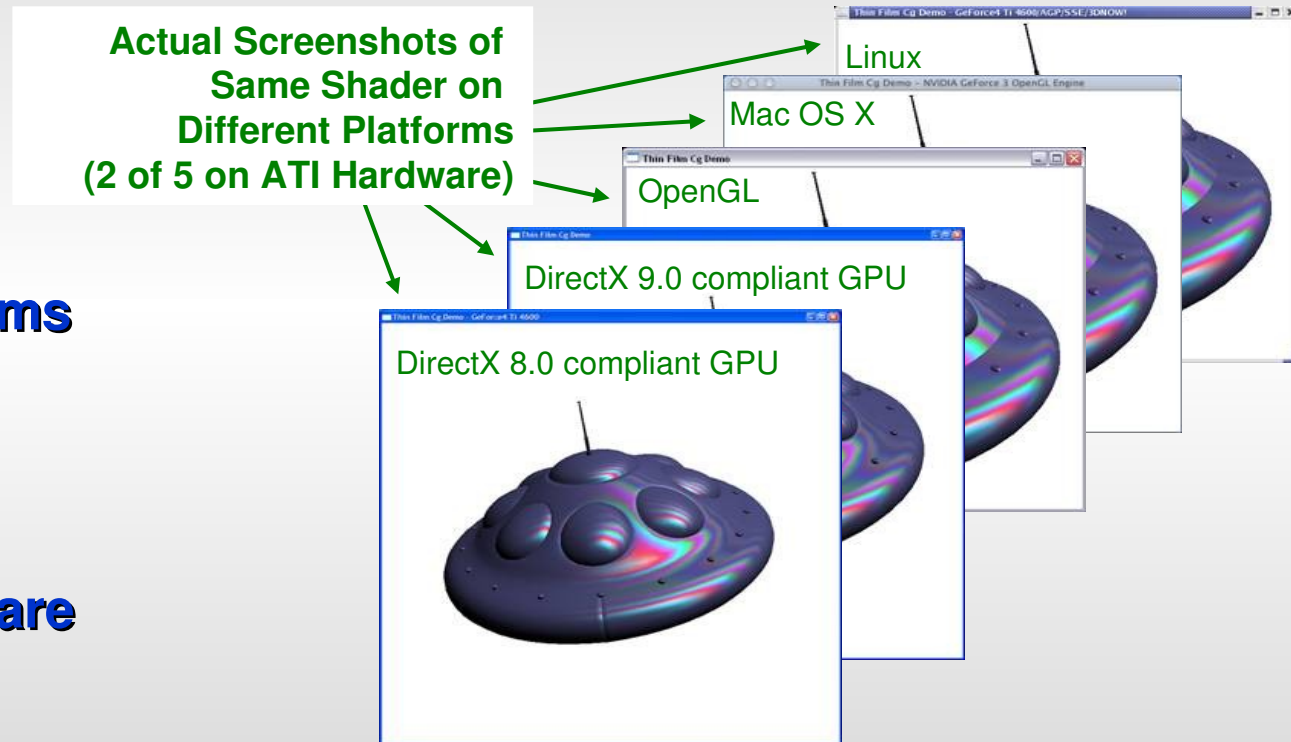 Actual Screenshots of
Same Shader on
Different Platforms
(2 of 5 on ATI Hardware)
Thin Film Cg Demo - GeForce4 Ti 4600/AGP/SSE/3DNOW!
Linux
Thin Film Cg Demo - NVIDIA GeForce 3 OpenGL Engine
Mac OS X
Thin Film Cg Demo
OpenGL
Thin Film Cg Demo
DirectX 9.0 compliant GPU
Thin Film Cg Demo - GeForce4 Ti 4600
DirectX 8.0 compliant GPU
ms
are